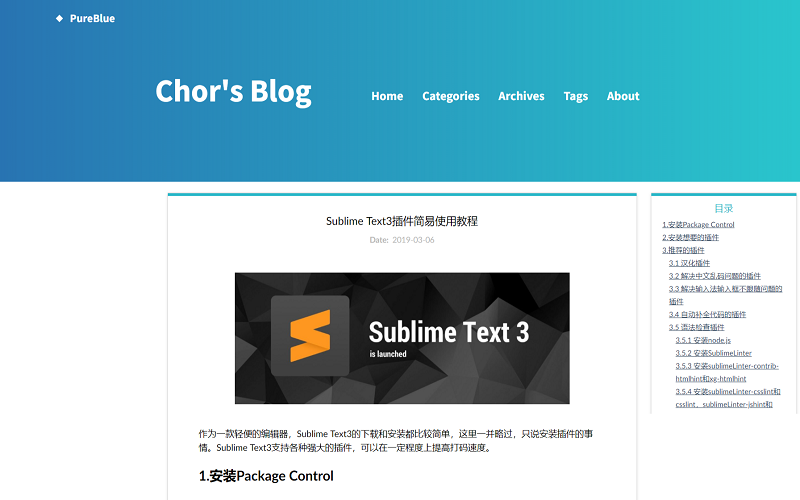 PureBlue
Chor's Blog
Home
Categories
Archives
Tags
About
Sublime Text3插件简易使用教程
Date: 2019-03-06
Sublime Text 3
is launched
作为一款轻便的编辑器，Sublime Text3的下载和安装都比较简单，这里一并略过，只说安装插件的事
情。Sublime Text3支持各种强大的插件，可以在一定程度上提高打码速度。
1.安装Package Control
目录
1.安装Package Control
2.安装想要的插件
3.推荐的插件
3.1 汉化插件
3.2 解决中文乱码问题的插件
3.3 解决输入法输入框不跟随问题的
插件
3.4 自动补全代码的插件
3.5 语法检查插件
3.5.1 安装node.js
3.5.2 安装SublimeLinter
3.5.3 安装sublimeLinter-contrib-
htmlhint和xg-htmlhint
3.5.4 安装sublimeLinter-csslint和
csslint、sublimeLinter-jshint和